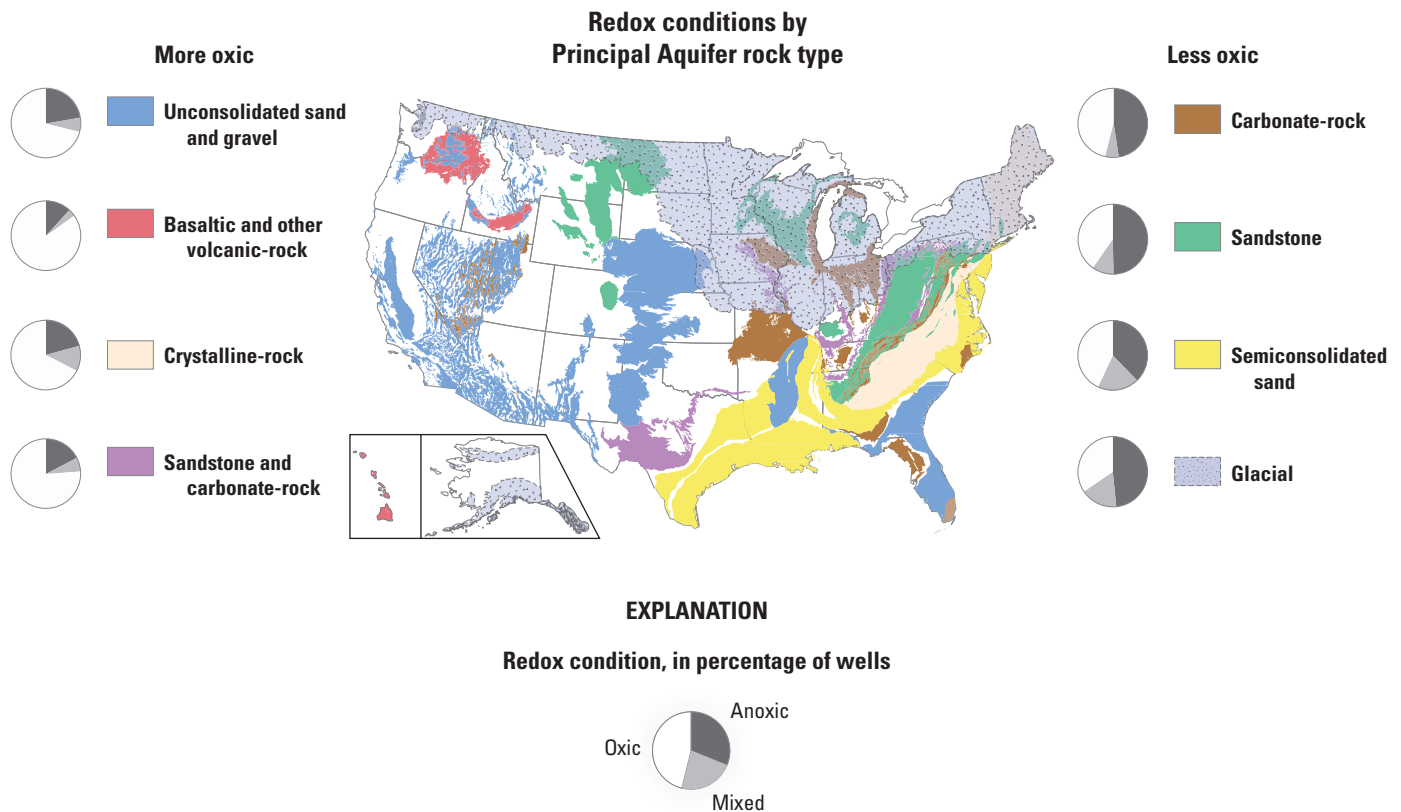 Redox conditions by
Principal Aquifer rock type
More oxic
Unconsolidated sand
and gravel
Basaltic and other
volcanic-rock
Crystalline-rock
Sandstone and
carbonate-rock
Less oxic
Carbonate-rock
Sandstone
Semiconsolidated
sand
Glacial
EXPLANATION
Redox condition, in percentage of wells
Anoxic
Oxic
Mixed